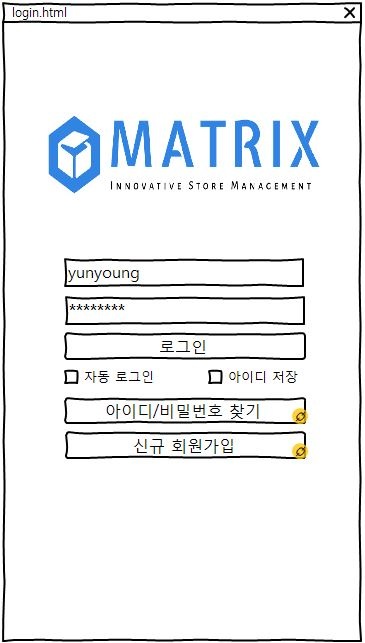 login.html
MATRIX
INNOVATIVE STORE MANAGEMENT
yunyoung
********
로그인
자동 로그인 아이디 저장
아이디/비밀번호 찾기
신규 회원가입